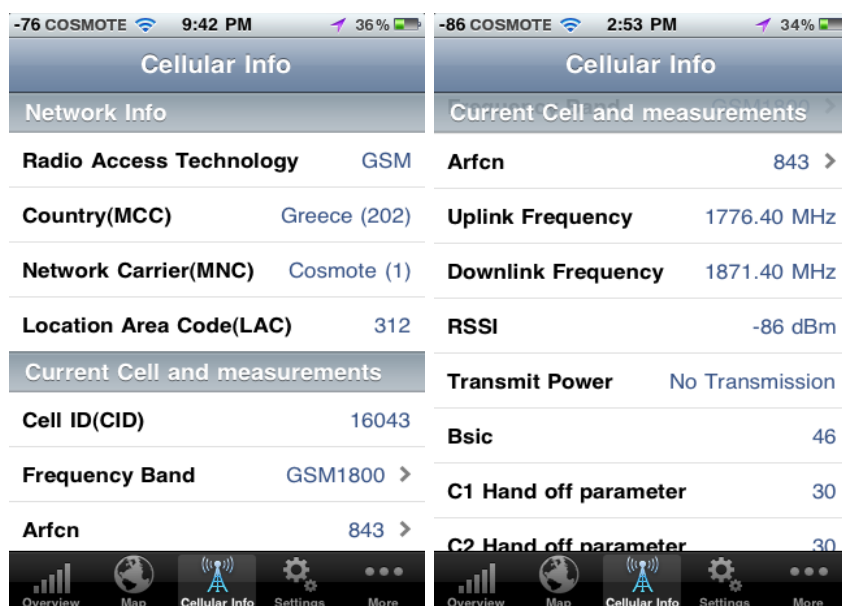 -76 COSMOTE 9:42 PM 36%
Cellular Info
Network Info
Radio Access Technology GSM
Country(MCC) Greece (202)
Network Carrier(MNC) Cosmote (1)
Location Area Code(LAC) 312
Current Cell and measurements
Cell ID(CID) 16043
Frequency Band GSM1800
Arfcn 843
Overview Map Cellular Info Settings More
-86 COSMOTE 2:53 PM 34%
Cellular Info
Frequency Band GSM1800
Current Cell and measurements
Arfcn 843
Uplink Frequency 1776.40 MHz
Downlink Frequency 1871.40 MHz
RSSI -86 dBm
Transmit Power No Transmission
Bsic 46
C1 Hand off parameter 30
C2 Hand off parameter 30
Overview Map Cellular Info Settings More